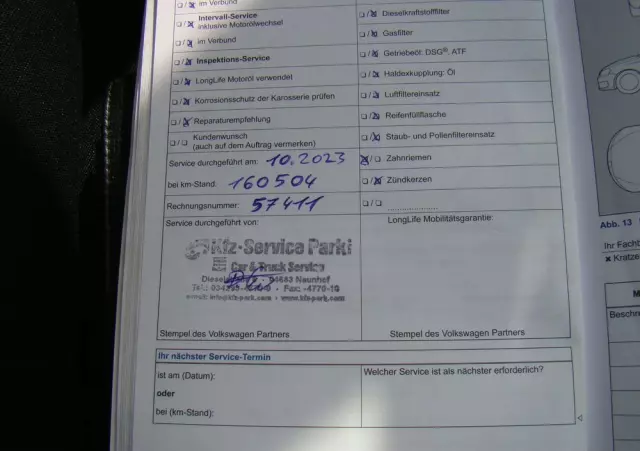 im Verbund
Intervall-Service
inklusive Motorölwechsel
im Verbund
Inspektions-Service
LongLife Motoröl verwendet
Korrosionsschutz der Karosserie prüfen
Reparaturempfehlung
Kundenwunsch
(auch auf dem Auftrag vermerken)
Service durchgeführt am: 10.2023
bei km-Stand: 160504
Rechnungsnummer: 57411
Service durchgeführt von:
Kfz-Service Parki
Car & Truck Service
04683 Naunhof
Stempel des Volkswagen Partners
Dieselkraftstofffilter
Gasfilter
Getriebeöl: DSG®, ATF
Haldexkupplung: Öl
Luftfiltereinsatz
Reifenfüllflasche
Staub- und Pollenfiltereinsatz
Zahnriemen
Zündkerzen
LongLife Mobilitätsgarantie:
Stempel des Volkswagen Partners
Ihr nächster Service-Termin
ist am (Datum):
oder
bei (km-Stand):
Welcher Service ist als nächster erforderlich?
Abb. 13
Ihr Fachb
Kratze
M
Beschre